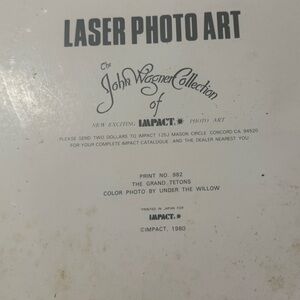 LASER PHOTO ART
The
John Wagner Collection
of
NEW EXCITING IMPACT. PHOTO ART
PLEASE SEND TWO DOLLARS TO IMPACT 125J MASON CIRCLE CONCORD CA. 94520
FOR YOUR COMPLETE IMPACT CATALOGUE AND THE DEALER NEAREST YOU
PRINT NO. 982
THE GRAND TETONS
COLOR PHOTO BY UNDER THE WILLOW
PRINTED IN JAPAN FOR
IMPACT.
©IMPACT, 1980